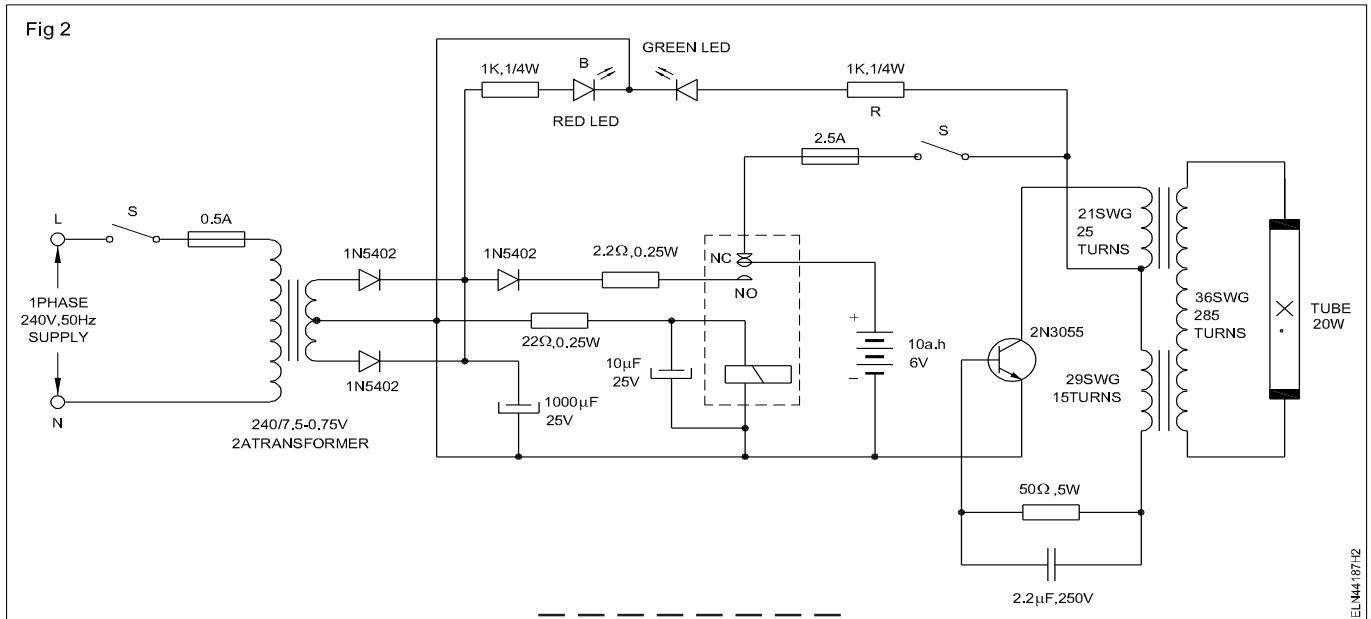 Fig 2
GREEN LED
1K,1/4W
B
1K,1/4W
RED LED
R
2.5A
S
L
S
0.5A
21SWG
25
TURNS
1N5402
1N5402
2.2Ω,0.25W
NC
NO
1PHASE
240V,50Hz
SUPPLY
36SWG
285
TURNS
TUBE
20W
22Ω,0.25W
+
10a.h
6V
–
2N3055
1N5402
10µF
25V
29SWG
15TURNS
N
1000µF
25V
240/7.5-0.75V
2ATRANSFORMER
50Ω,5W
2.2µF,250V
ELN44187H2